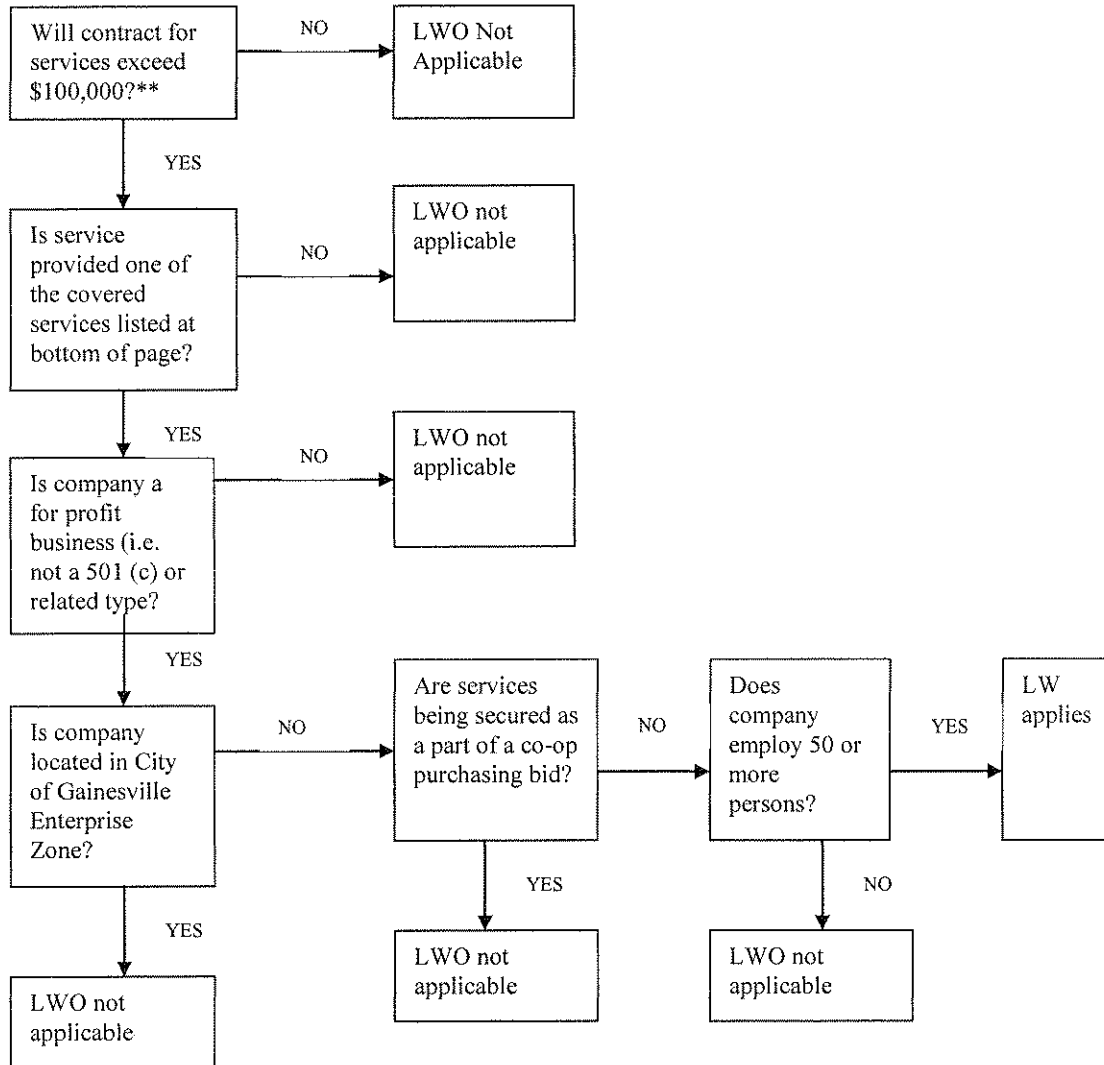 Will contract for
services exceed
$100,000?**
NO
LWO Not
Applicable
YES
Is service
provided one of
the covered
services listed at
bottom of page?
NO
LWO not
applicable
YES
Is company a
for profit
business (i.e.
not a 501 (c) or
related type?
NO
LWO not
applicable
YES
Is company
located in City
of Gainesville
Enterprise
Zone?
NO
Are services
being secured as
a part of a co-op
purchasing bid?
NO
Does
company
employ 50 or
more
persons?
YES
LW
applies
YES
LWO not
applicable
YES
LWO not
applicable
NO
LWO not
applicable